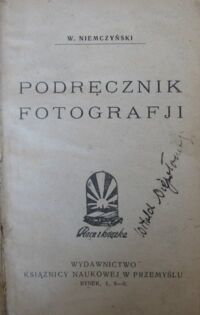 W. NIEMCZYŃSKI
PODRĘCZNIK
FOTOGRAFJI
WYDAWNICTWO
KSIĄŻNICY NAUKOWEJ W PRZEMYŚLU